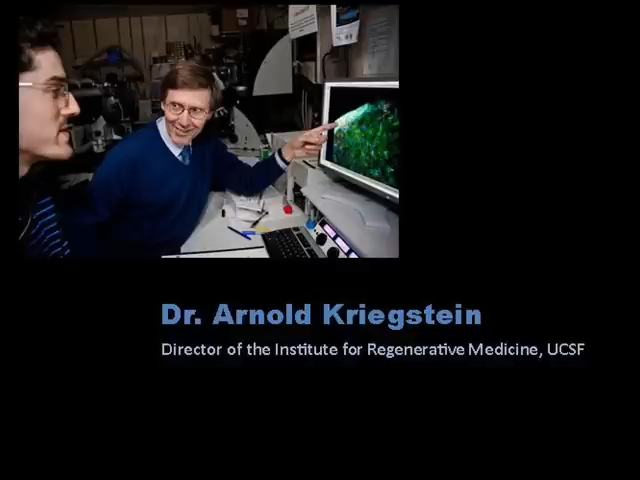 Dr. Arnold Kriegstein
Director of the Institute for Regenerative Medicine, UCSF